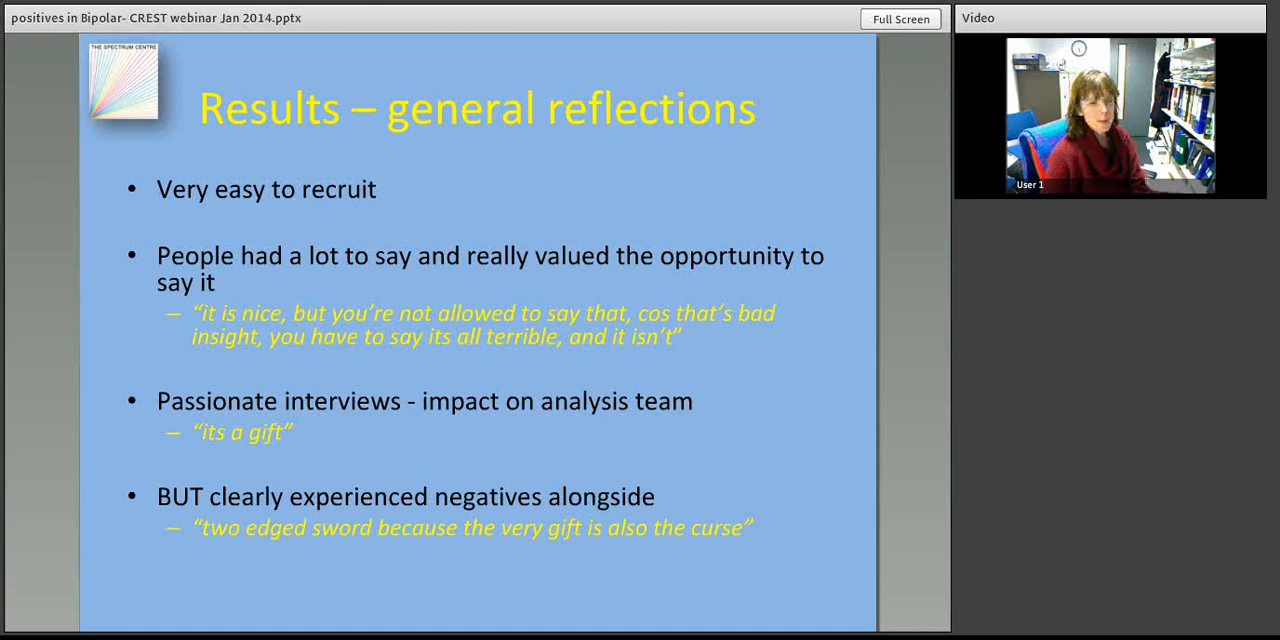 positives in Bipolar- CREST webinar Jan 2014.pptx
Full Screen
Video
THE SPECTRUM CENTRE
Results – general reflections
• Very easy to recruit
• People had a lot to say and really valued the opportunity to
say it
– “it is nice, but you’re not allowed to say that, cos that’s bad
insight, you have to say its all terrible, and it isn’t”
• Passionate interviews - impact on analysis team
– “its a gift”
• BUT clearly experienced negatives alongside
– “two edged sword because the very gift is also the curse”
User 1